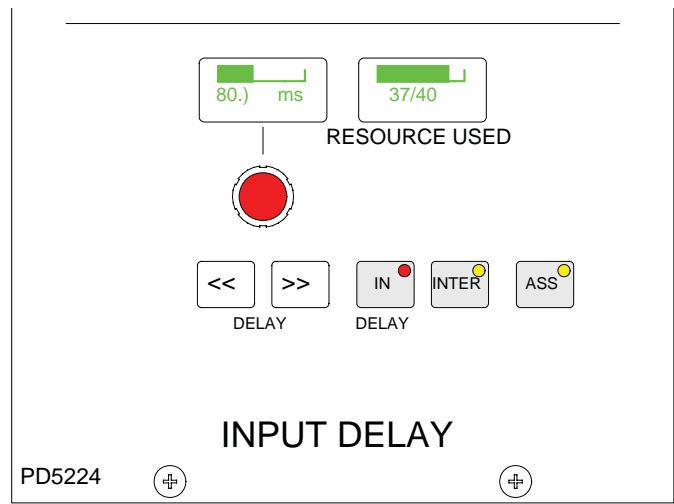 80.) ms
37/40
RESOURCE USED
<< >> IN INTER ASS
DELAY DELAY
INPUT DELAY
PD5224